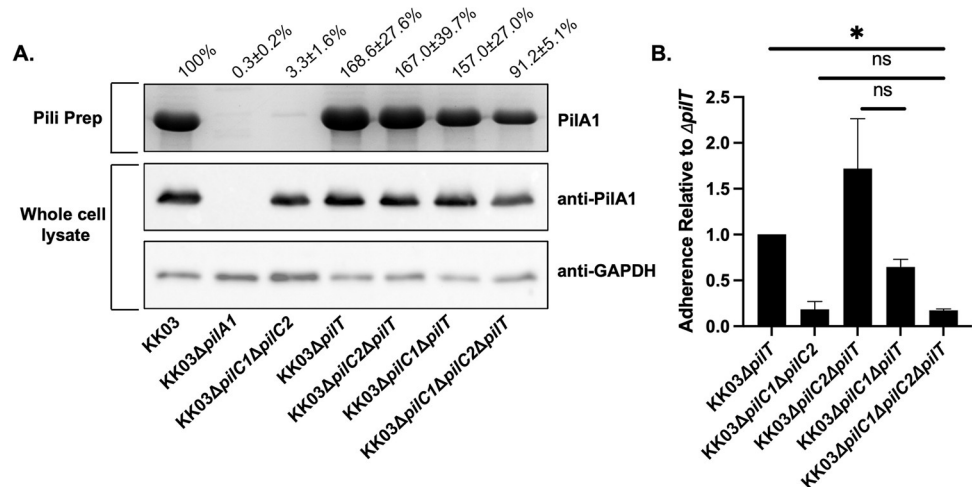 A.
100%
0.3±0.2%
3.3±1.6%
168.6±27.6%
167.0±39.7%
157.0±27.0%
91.2±5.1%
Pili Prep
PilA1
Whole cell
lysate
anti-PilA1
anti-GAPDH
KK03
KK03ΔpilA1
KK03ΔpilC1ΔpilC2
KK03ΔpilT
KK03ΔpilC2ΔpilT
KK03ΔpilC1ΔpilT
KK03ΔpilC1ΔpilC2ΔpilT
B.
*
ns
ns
Adherence Relative to ΔpilT
2.5
2.0
1.5
1.0
0.5
0.0
KK03ΔpilT
KK03ΔpilC1ΔpilC2
KK03ΔpilC2ΔpilT
KK03ΔpilC1ΔpilT
KK03ΔpilC1ΔpilC2ΔpilT